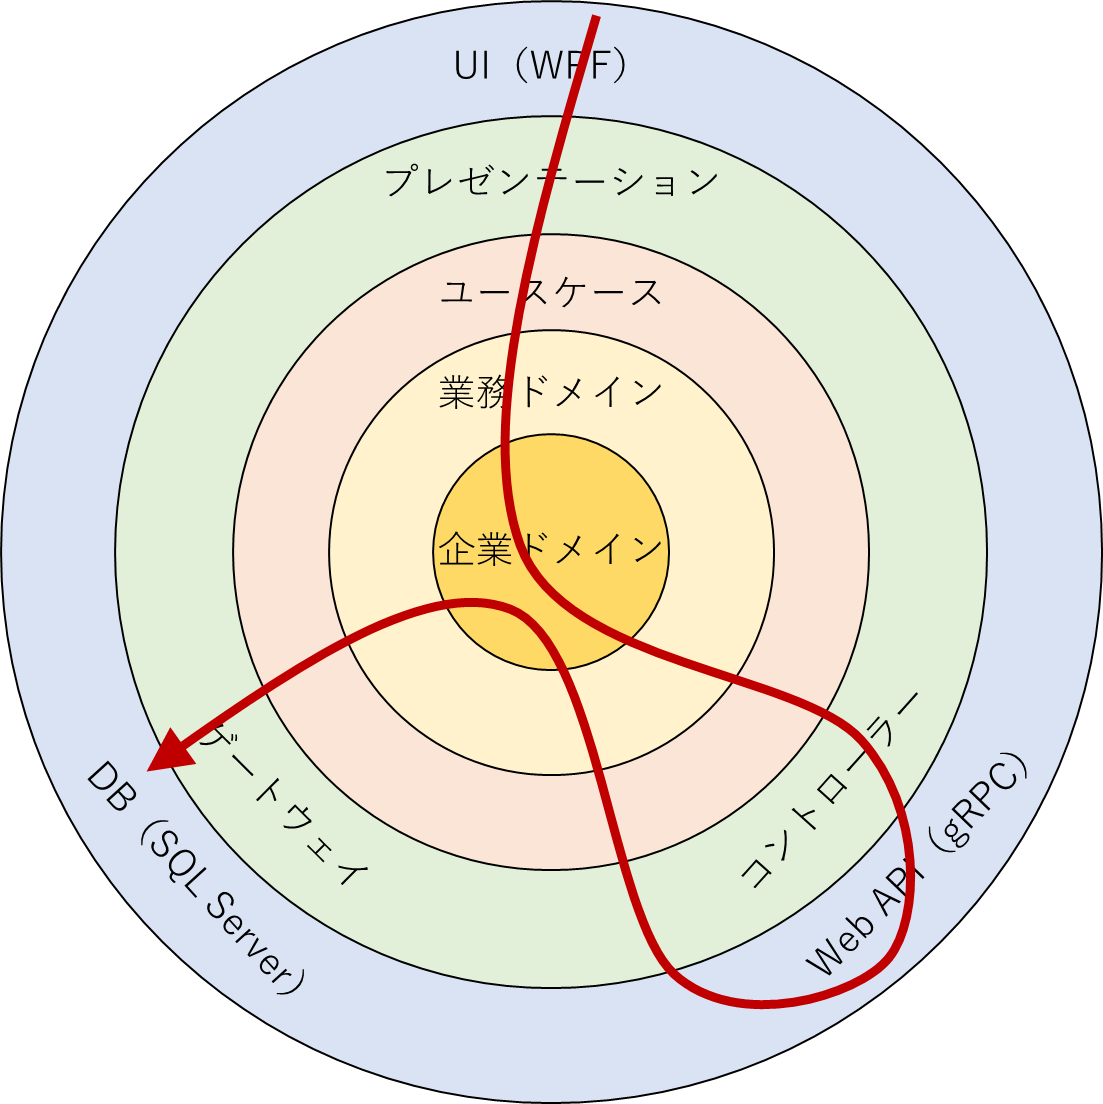 UI（WPF）
プレゼンテーション
ユースケース
業務ドメイン
企業ドメイン
ゲートウェイ
コントローラー
DB（SQL Server）
Web API（gRPC）